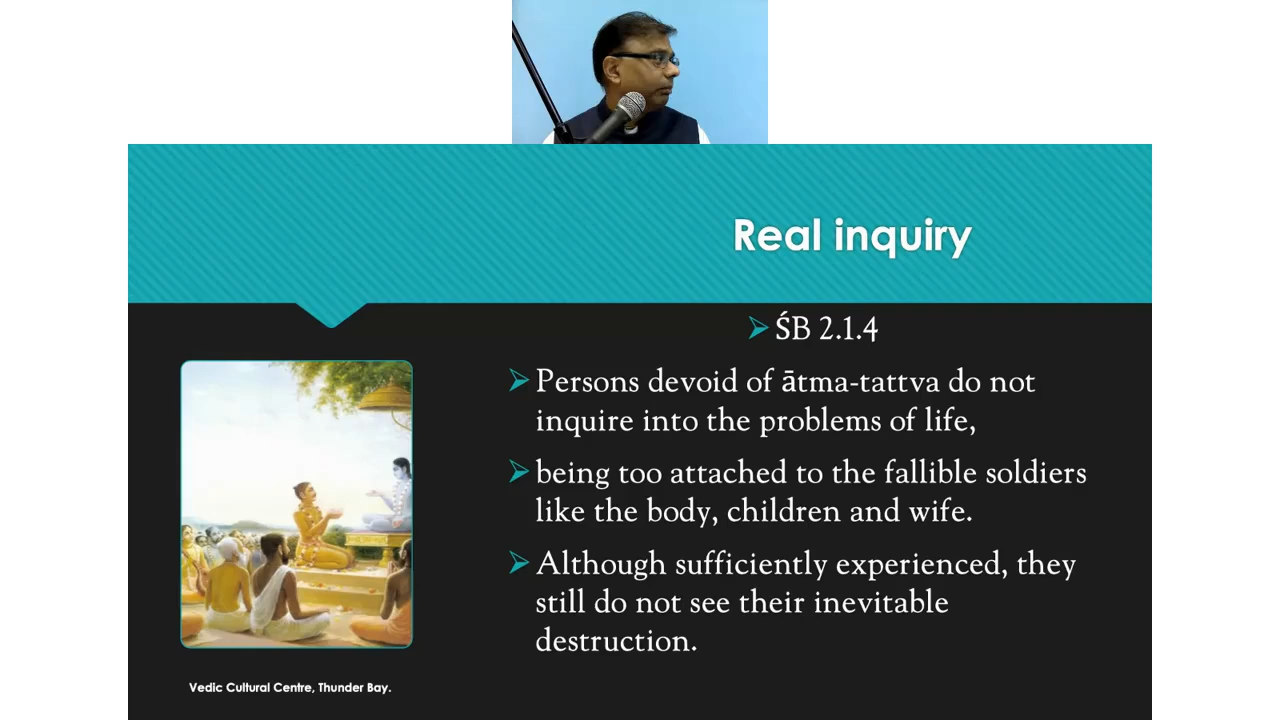 Real inquiry
➢ŚB 2.1.4
➢Persons devoid of ātma-tattva do not
inquire into the problems of life,
➢being too attached to the fallible soldiers
like the body, children and wife.
➢Although sufficiently experienced, they
still do not see their inevitable
destruction.
Vedic Cultural Centre, Thunder Bay.